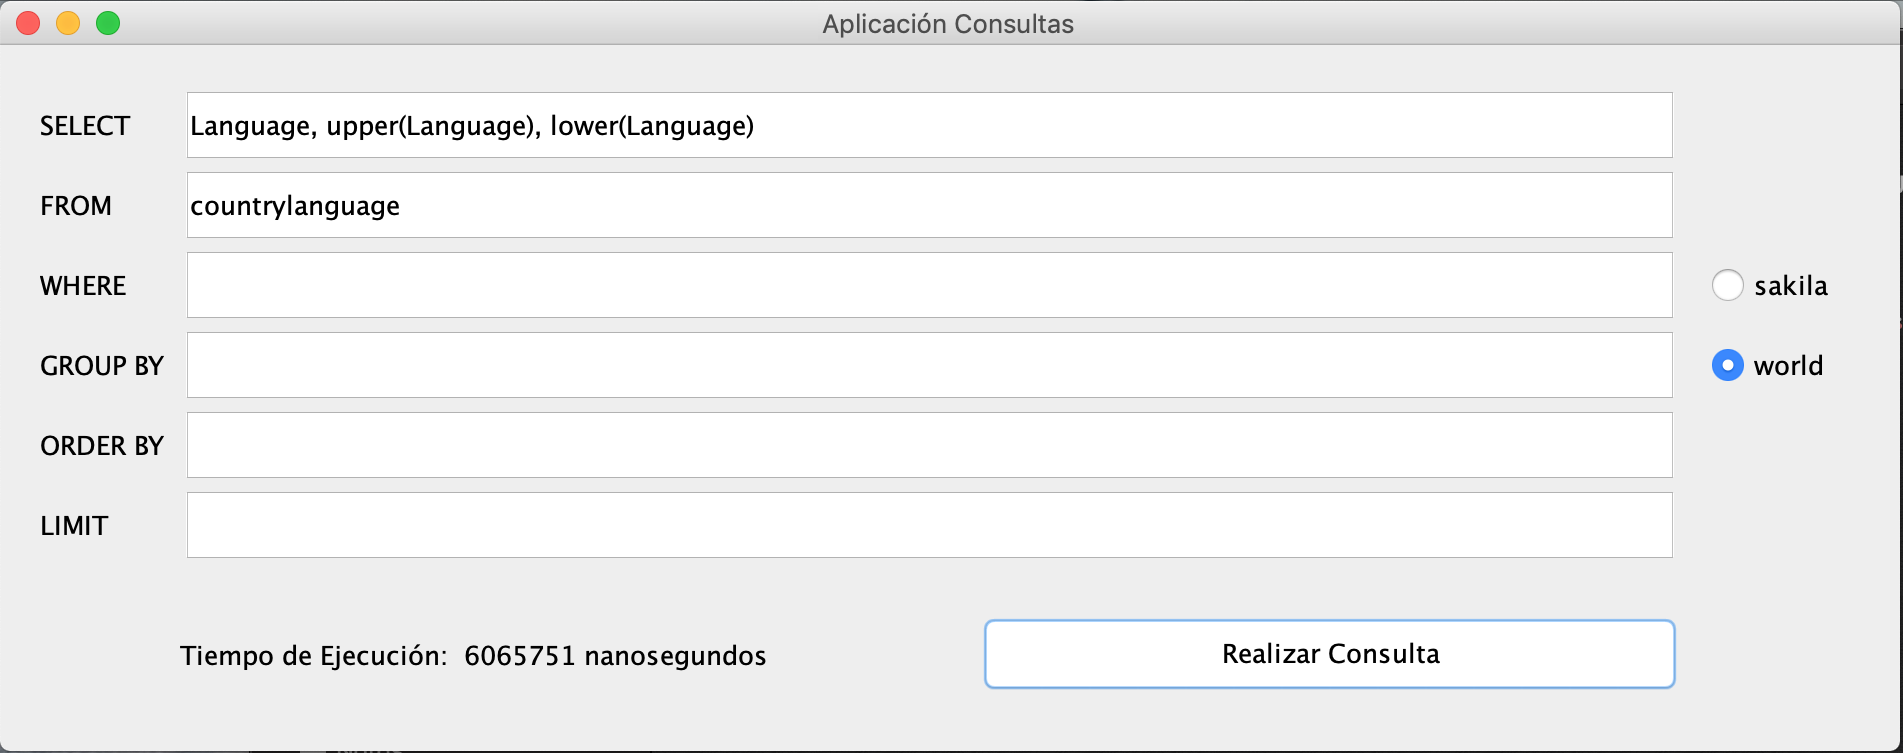 Aplicación Consultas
SELECT Language, upper(Language), lower(Language)
FROM countrylanguage
WHERE sakila
GROUP BY world
ORDER BY
LIMIT
Tiempo de Ejecución: 6065751 nanosegundos Realizar Consulta